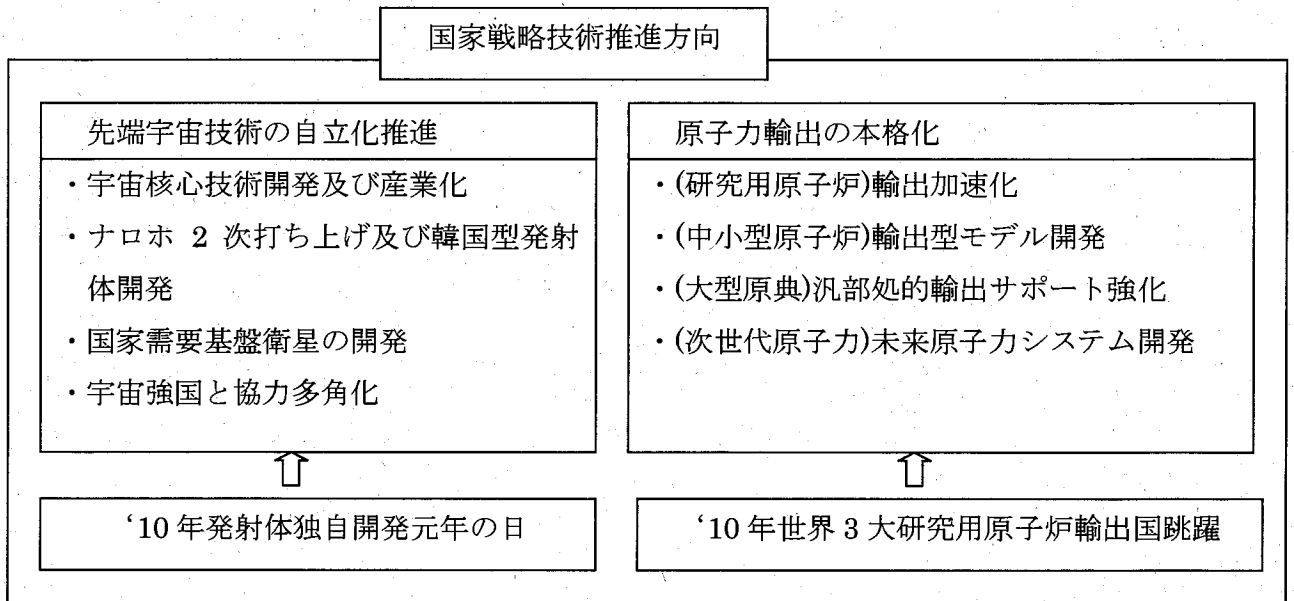 国家戦略技術推進方向
先端宇宙技術の自立化推進
・宇宙核心技術開発及び産業化
・ナロホ 2 次打ち上げ及び韓国型発射
体開発
・国家需要基盤衛星の開発
・宇宙強国と協力多角化
原子力輸出の本格化
・(研究用原子炉)輸出加速化
・(中小型原子炉)輸出型モデル開発
・(大型原典)汎部処的輸出サポート強化
・(次世代原子力)未来原子力システム開発
‘10 年発射体独自開発元年の日
‘10 年世界 3 大研究用原子炉輸出国跳躍